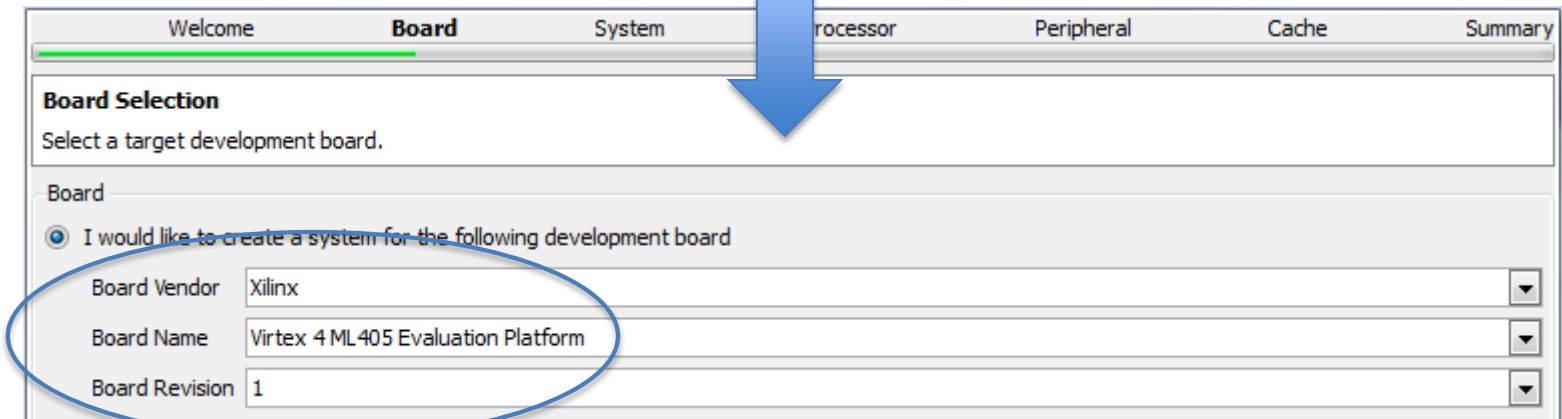 Welcome Board System rocessor Peripheral Cache Summary
Board Selection
Select a target development board.
Board
I would like to create a system for the following development board
Board Vendor Xilinx
Board Name Virtex 4 ML405 Evaluation Platform
Board Revision 1